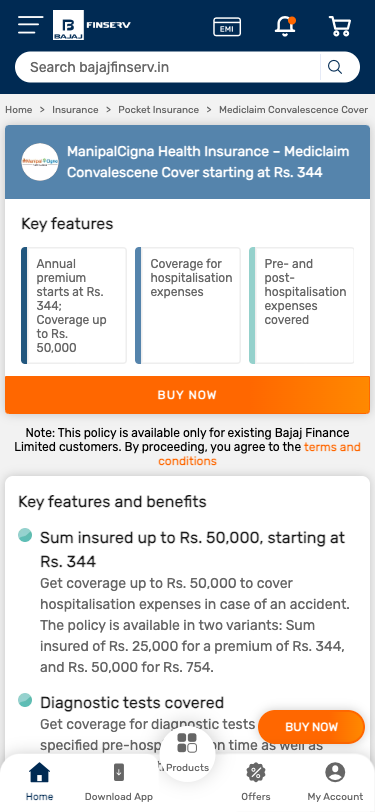 B
BAJAJ
FINSERV
EMI
Search bajajfinserv.in
Home > Insurance > Pocket Insurance > Mediclaim Convalescence Cover
ManipalCigna
ManipalCigna Health Insurance – Mediclaim
Convalescene Cover starting at Rs. 344
Key features
Annual
premium
starts at Rs.
344;
Coverage up
to Rs.
50,000
Coverage for
hospitalisation
expenses
Pre- and
post-
hospitalisation
expenses
covered
BUY NOW
Note: This policy is available only for existing Bajaj Finance
Limited customers. By proceeding, you agree to the terms and
conditions
Key features and benefits
Sum insured up to Rs. 50,000, starting at
Rs. 344
Get coverage up to Rs. 50,000 to cover
hospitalisation expenses in case of an accident.
The policy is available in two variants: Sum
insured of Rs. 25,000 for a premium of Rs. 344,
and Rs. 50,000 for Rs. 754.
Diagnostic tests covered
Get coverage for diagnostic tests
BUY NOW
specified time as well as
Home
Download App
Products
Offers
My Account